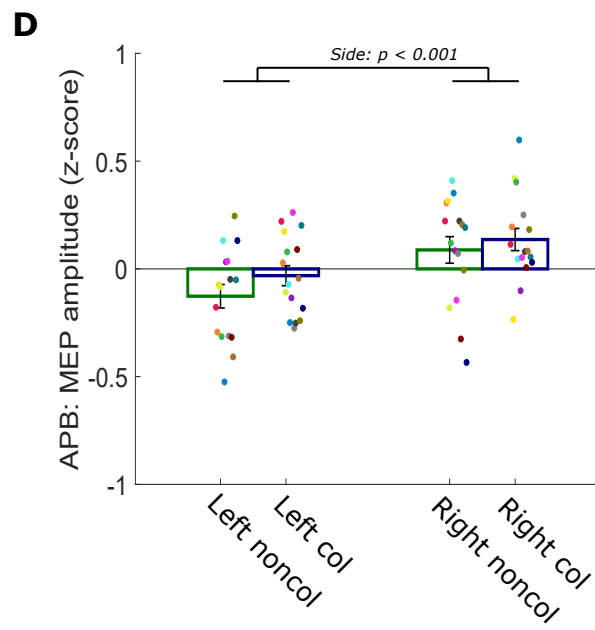 D
Side: p < 0.001
APB: MEP amplitude (z-score)
1
0.5
0
-0.5
-1
Left noncol
Left col
Right noncol
Right col